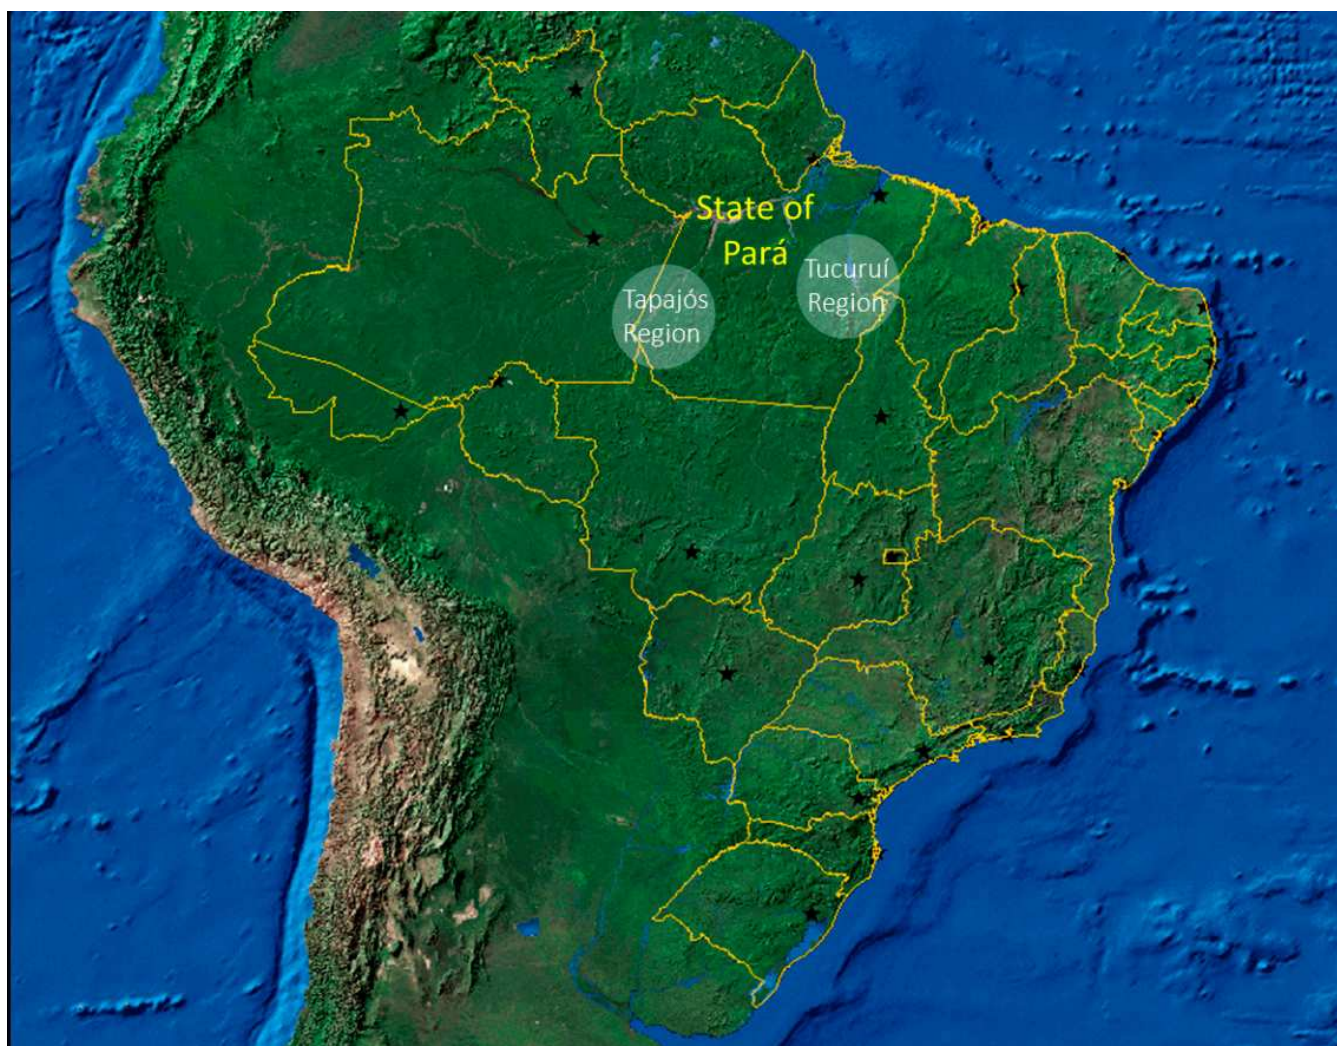 State of
Pará
Tucuruí
Region
Tapajós
Region